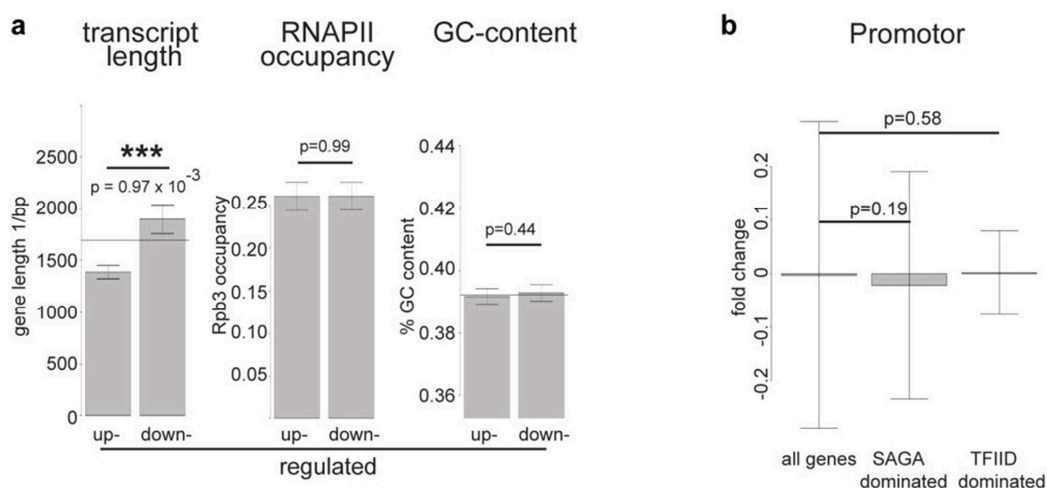 a
transcript
length
RNAPII
occupancy
GC-content
gene length 1/bp
2500
2000
1500
1000
500
0
***
p = 0.97 x 10-3
up-
down-
Rpb3 occupancy
0.25
0.20
0.15
0.10
0.05
p=0.99
up-
down-
% GC content
0.44
0.42
0.40
0.38
0.36
p=0.44
up-
down-
regulated
b
Promotor
fold change
0.2
0.1
0
-0.1
-0.2
p=0.58
p=0.19
all genes
SAGA
dominated
TFIID
dominated